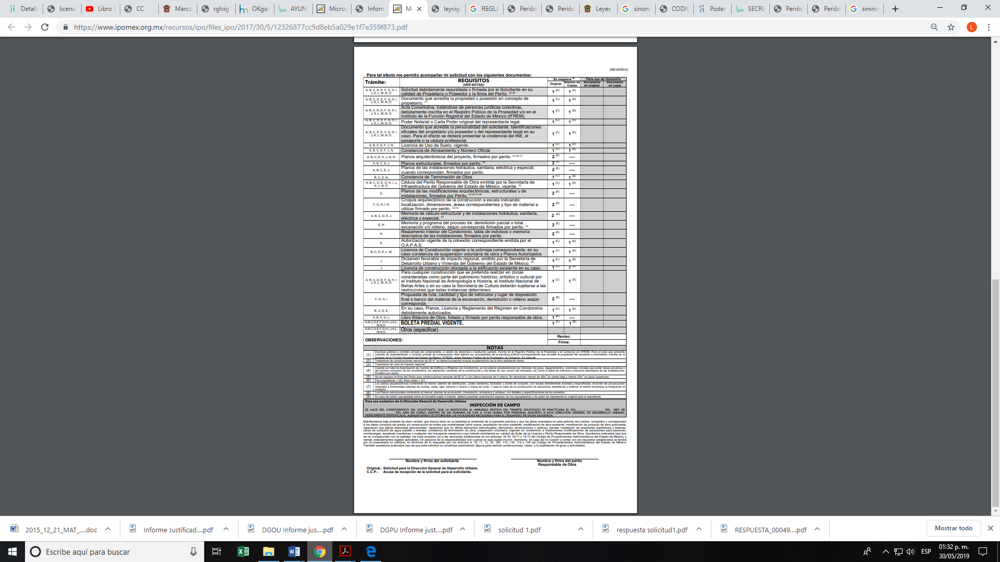 Detall
licenci
Libro S
CC
Marco
rglvig1
OKgac
AYUNT
Micros
Inform
Mi
leyvig
REGLA
Periód
Periód
Leyes
sinoni
CODIC
Poder
SECRE
Periód
Periód
sininin
https://www.ipomex.org.mx/recursos/ipo/files_ipo/2017/30/5/12326877cc9d8eb5a029e1f7e359f873.pdf
L
(REVERSO)
Para tal efecto me permito acompañar mi solicitud con los siguientes documentos:
Trámite: REQUISITOS (VER NOTAS) Se requiere Original Número de Copias Para uso de Ventanilla Documento en original Documento en copia
A, B, C, D, E, F, G, H, I, J, K, L, M, N, O. Solicitud debidamente requisitada y firmada por el Solicitante en su calidad de Propietario o Poseedor y la firma del Perito. 1 (E) 1 (E)
A, B, C, D, E, F, G, H, I, J, K, L, M, N, O. Documento que acredita la propiedad o posesión en concepto de propietario. (1) 1 (C) 1 (E)
A, B, C, D, E, F, G, H, I, J, K, L, M, N, O. Acta Constitutiva, tratándose de personas jurídicas colectivas, debidamente inscrita en el Registro Público de la Propiedad y/o en el Instituto de la Función Registral del Estado de México (IFREM). 1 (C) 1 (E)
A, B, C, D, E, F, G, H, I, J, K, L, M, N, O. Poder Notarial o Carta Poder original del representante legal. 1 (C) 1 (E)
A, B, C, D, E, F, G, H, I, J, K, L, M, N, O. Documento que acredite la personalidad del solicitante: Identificaciones oficiales del propietario y/o poseedor y del representante legal en su caso. Para el efecto se deberá presentar la credencial del INE, el pasaporte o la cédula profesional. 1 (C) 1 (E)
A, B, C, E, F, J, N. Licencia de Uso de Suelo, vigente. 1 (C) 1 (E)
A, B, C, E, F, J, N. Constancia de Alineamiento y Número Oficial. 1 (C) 1 (E)
A, B, C, E, H, J, N, O. Planos arquitectónicos del proyecto, firmados por perito. (4) (5) (7) 2 (E) ----
A, B, C, E, J. Planos estructurales, firmados por perito. (8) 2 (E) ----
A, B, C, E, J. Planos de las instalaciones hidráulica, sanitaria, eléctrica y especial, cuando correspondan, firmados por perito. 2 (E) ----
B, C, E, N. Constancia de Terminación de Obra. 1 (C) 1 (E)
A, B, C, D, E, G, H, I, J, K, L, N, O. Cédula del Perito Responsable de Obra emitida por la Secretaría de Infraestructura del Gobierno del Estado de México, vigente. (5) 1 (C) 1 (E)
D. Planos de las modificaciones arquitectónicas, estructurales y de instalaciones, firmados por Perito. 2 (E) ----
F, G, H, I, K. Croquis arquitectónico de la construcción a escala indicando: localización, dimensiones, áreas correspondientes y tipo de material a utilizar firmado por perito. (2) (5) 2 (E) ----
A, B, C, D, E, J. Memoria de cálculo estructural y de instalaciones hidráulica, sanitaria, eléctrica y especial. 2 (E) ----
G, H. Memoria y programa del proceso de: demolición parcial o total, excavación y/o relleno, según corresponda firmados por perito. 2 (E) ----
N. Reglamento Interior del Condominio, tabla de indivisos y memoria descriptiva de las instalaciones, firmados por perito. 2 (E) ----
K. Autorización vigente de la conexión correspondiente emitida por el O.A.P.A.S. 1 (C) 1 (E)
B, C, D, E, L. M. Licencia de Construcción vigente o la prórroga correspondiente, en su caso constancia de suspensión voluntaria de obra y Planos Autorizados. 1 (C) 1 (E)
J. Dictamen favorable de impacto regional, emitido por la Secretaría de Desarrollo Urbano y Vivienda del Gobierno del Estado de México. 1 (C) 1 (E)
J. Licencia de construcción otorgada a la edificación existente en su caso. 1 (C) 1 (E)
A, B, C, D, E, F, G, H, I, J, K, L, M, N, O. Para cualquier construcción que se pretenda realizar en zonas consideradas como parte del patrimonio histórico, artístico o cultural por el Instituto Nacional de Antropología e Historia, el Instituto Nacional de Bellas Artes o en su caso la Secretaría de Cultura deberán sujetarse a las restricciones que estas instancias determinen. 1 (C) 1 (E)
F, G, H, I. Propuesta de ruta, cantidad y tipo de vehículos y lugar de disposición final o banco del material de la excavación, demolición o relleno según corresponda. 2 (E) ----
B, C, D, E. En su caso, Planos, Licencia y Reglamento del Régimen en Condominio debidamente autorizados. 1 (C) 1 (E)
A, B, C, D, L. Libro Bitácora de Obra, foliado y firmado por perito responsable de obra. 1 (E) ----
A,B,C,D,E,F,G,H,I,J,K,L, M,N,O. BOLETA PREDIAL VIGENTE. 1 (C) 1 (E)
A,B,C,D,E,F,G,H,I,J,K,L, M,N,O. Otros (especificar)
OBSERVACIONES: Reviso:
Firma:
NOTAS
(1) Escritura pública o contrato privado de compraventa, o cesión de derechos o resolución judicial, inscrita en el Registro Público de la Propiedad y el Comercio y/o IFREM. Para el caso que presente
contrato de arrendamiento o contrato privado de compraventa, éste deberá ser acompañado de la escritura pública correspondiente que acredite la propiedad del vendedor o arrendador; inscrita en el
Instituto de la Función Registral del Estado de México (IFREM), antes Registro Público de la Propiedad y el Comercio. En caso de
(2) Tratándose de construcciones menores de 60 m² se deberá presentar croquis arquitectónico de la obra señalando áreas.
(3) Tratándose de usos de impacto regional.
(4) Cuando se trate de Autorización de Cambio de Edificios a Régimen de Condominio, en los planos arquitectónicos se indicarán los pisos, departamentos, viviendas o locales que serán áreas privativas o
del dominio exclusivo de los condóminos, los elementos comunes de la construcción y las áreas de uso común del inmueble; así como la tabla de indivisos y memoria descriptiva de las instalaciones,
firmados por perito.
(5) No se requiere la firma del Perito para construcciones menores de 60 m² o con claros menores de 4 metros. En demolición menos de 40m² en planta baja y menos 20m² en pisos superiores.
(6) Para expediente = (E); Para cotejo = (C).
(7) Los planos arquitectónicos contendrán al menos: plantas de distribución, cortes sanitarios, fachadas y planta de conjunto, con escala debidamente acotada y especificada. Incluirán las proyecciones
verticales y horizontales además de niveles, cotas, ejes, letreros o rótulos y líneas de corte. Y para el caso de la construcción de estaciones repetidoras y antenas el diseño fomentara la integración al
contexto.
(8) Los Planos estructurales contendrán al menos: plantas de excavación, cimentación, entrepisos y azoteas, con detalles y especificaciones de los armados.
(9) En caso de existir copropiedad sobre el inmueble sujeto a trámite, deberá presentar autorización expresa de los copropietarios y de quien los represente en original para el expediente.
Para uso exclusivo de la Dirección General de Desarrollo Urbano
INSPECCIÓN DE CAMPO
SE HACE DEL CONOCIMIENTO DEL SOLICITANTE, QUE LA INSPECCIÓN AL INMUEBLE MOTIVO DEL TRAMITE SOLICITADO SE PRACTICARA EL DÍA________________ DEL MES DE
________________ DEL AÑO EN CURSO, DENTRO DE UN HORARIO DE 9:00 A 15:00 HORAS POR PERSONAL ADSCRITO A ESTA DIRECCIÓN GENERAL DE DESARROLLO URBANO,
DEBIDAMENTE IDENTIFICADO, AGRADECIENDO SE OTORGUEN LAS FACILIDADES NECESARIAS PARA EL DESAHOGO DE DICHA DILIGENCIA.
Manifestamos bajo protesta de decir verdad, que hemos leído en su totalidad el contenido de la presente solicitud y que los datos asentados en esta petición son ciertos, completos y corresponden
a los datos correctos del predio y/o construcción en todas sus modalidades (obra nueva; ampliación de obra existente; modificación de obra existente; modificación de proyecto de obra autorizada;
reparación que afecta elementos estructurales; reparación que no afecta elementos estructurales; demolición; excavaciones o rellenos; bardas; instalación de estaciones repetidoras y antenas;
obras de conexión de agua potable y drenaje; constancia de terminación de obra; suspensión voluntaria; régimen en condominio e instalaciones modificaciones de ascensores para personas,
montacargas, escaleras mecánicas o cualquier otro transporte mecánico) cuyo trámite solicitamos en calidad de titular de la Licencia y Perito Responsable de Obra. Quedamos enterados (as) que
de no corresponder con la realidad, me haré acreedor (a) a las sanciones establecidas en los artículos 18.19; 18.71 y 18.72 del Código de Procedimientos Administrativos del Estado de México, y
demás ordenamientos legales aplicables, sin perjuicio de la responsabilidad civil o penal en que pueda incurrir. Asimismo, en caso de no cumplir o contar con los requisitos establecidos se tendrá
por no presentada mi solicitud, en términos de lo dispuesto por los artículos 9, 10, 11, 12, 30, 106, 115, 116, 119 y 120 del Código de Procedimientos Administrativos del Estado de México.
También quedamos enterados (as) de que esta solicitud no constituye autorización alguna para realizar construcciones, obras, o la explotación de giros o actividades.
Nombre y firma del solicitante
Nombre y firma del perito
Responsable de Obra
Original.- Solicitud para la Dirección General de Desarrollo Urbano.
C.C.P.- Acuse de recepción de la solicitud para el solicitante.
2015_12_21_MAT_....doc
Informe Justificad....pdf
DGOU Informe jus....pdf
DGPU Informe just....pdf
solicitud 1.pdf
respuesta solicitud1.pdf
RESPUESTA_00049....pdf
Mostrar todo
Escribe aquí para buscar
ESP
01:32 p. m.
30/05/2019